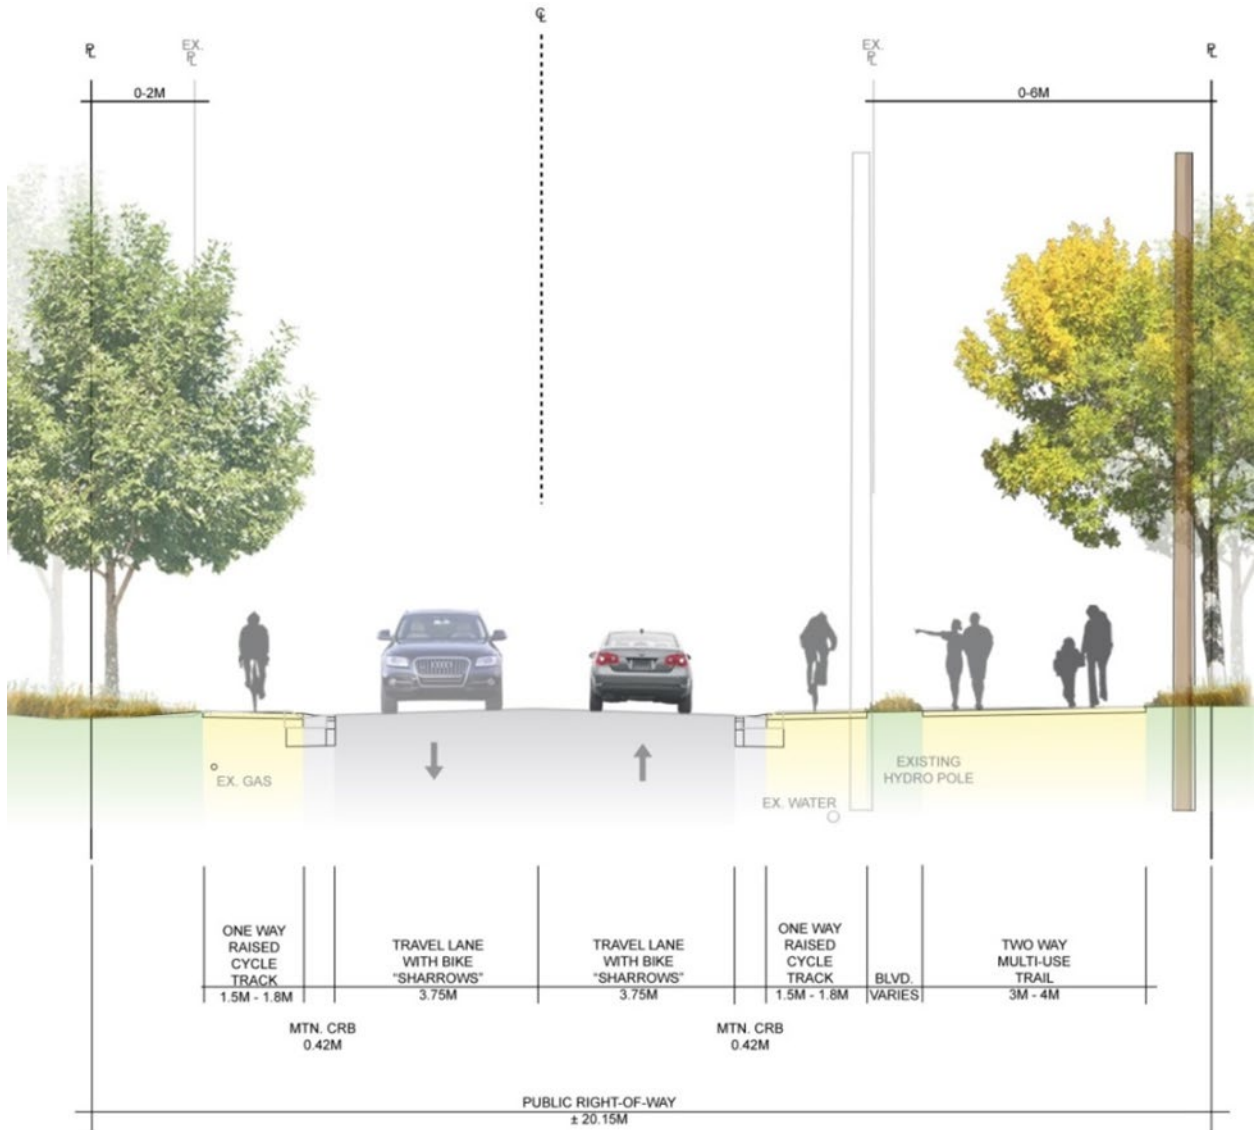 ℄
℄
EX.
℄
EX.
℄
℄
0-2M
0-6M
EX. GAS
EXISTING
HYDRO POLE
EX. WATER
ONE WAY
RAISED
CYCLE
TRACK
1.5M - 1.8M
TRAVEL LANE
WITH BIKE
"SHARROWS"
3.75M
TRAVEL LANE
WITH BIKE
"SHARROWS"
3.75M
ONE WAY
RAISED
CYCLE
TRACK
1.5M - 1.8M
BLVD.
VARIES
TWO WAY
MULTI-USE
TRAIL
3M - 4M
MTN. CRB
0.42M
MTN. CRB
0.42M
PUBLIC RIGHT-OF-WAY
± 20.15M